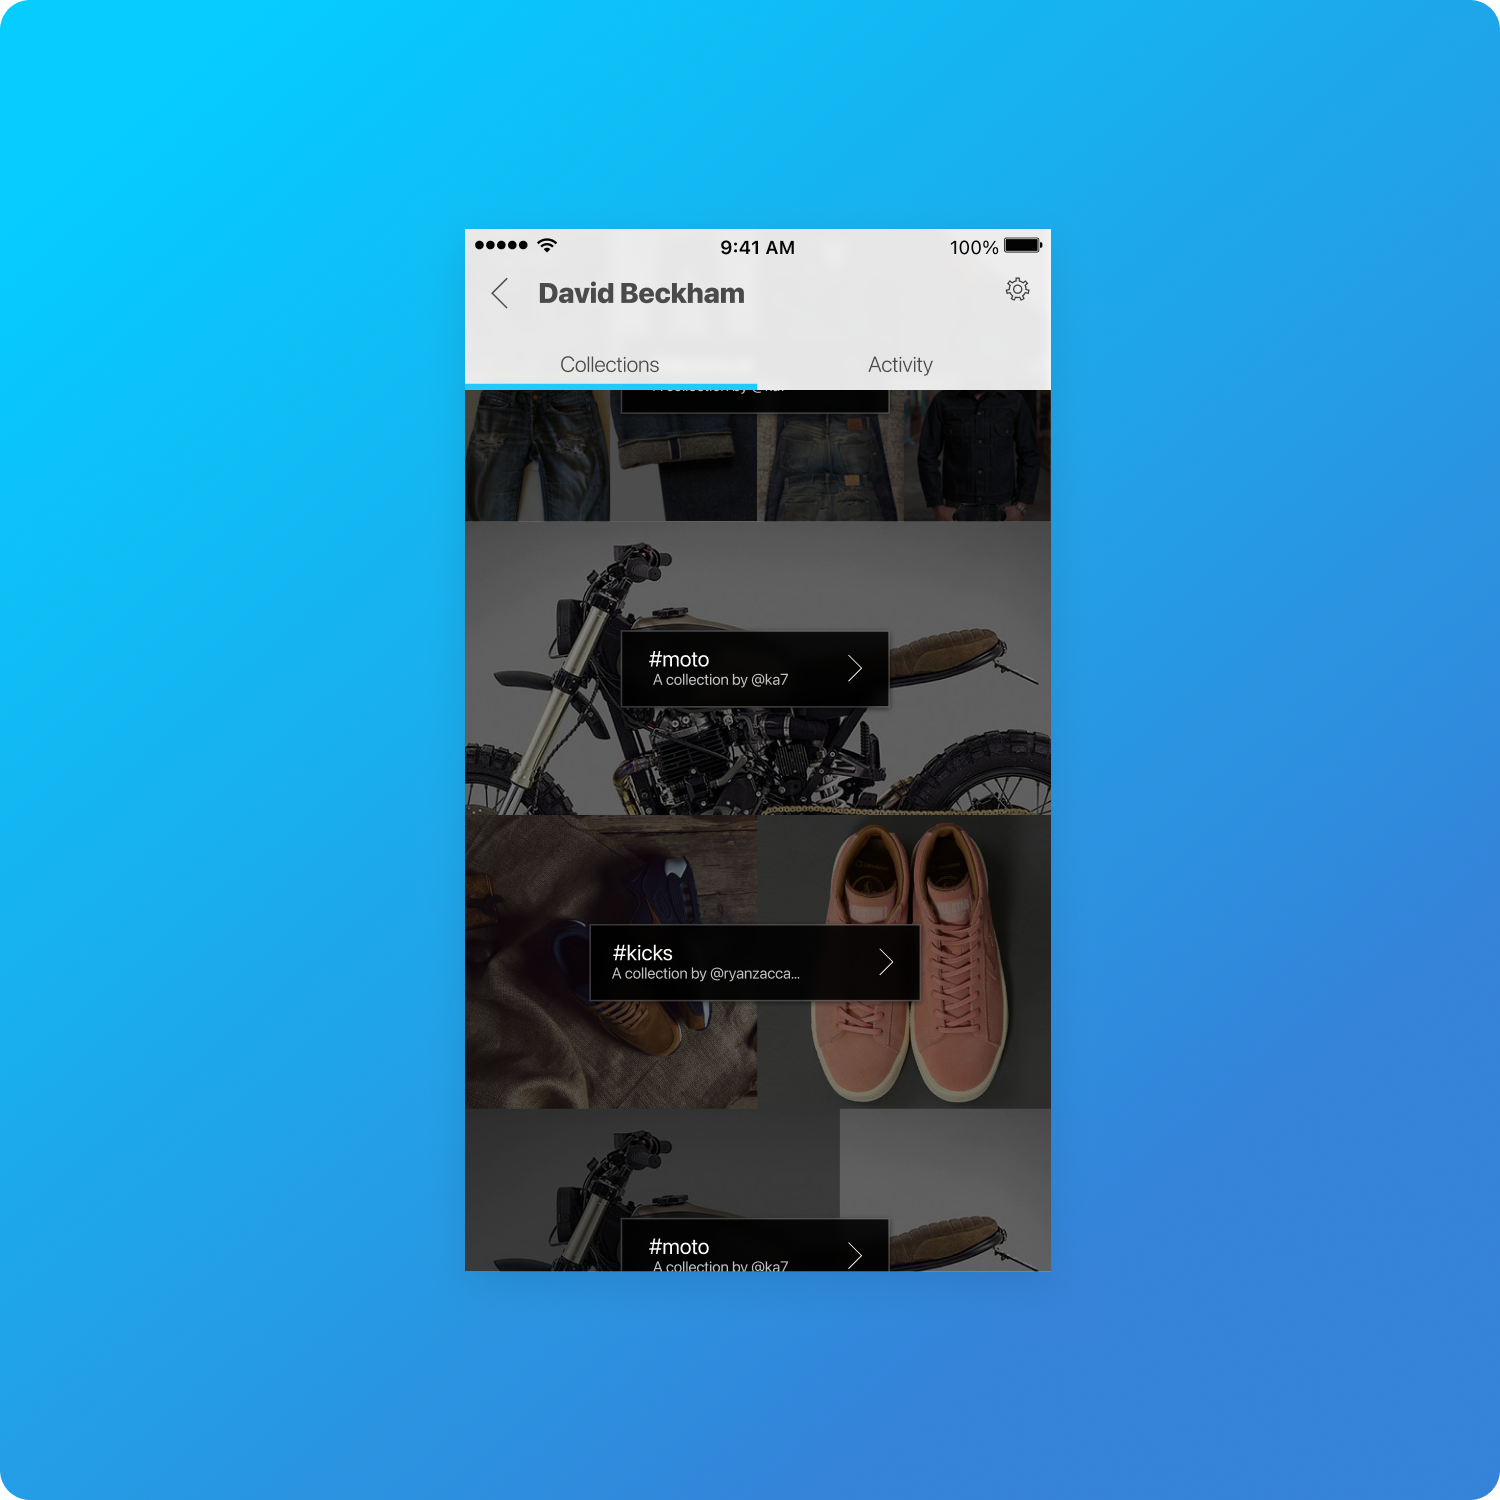 9:41 AM
100%
David Beckham
Collections
Activity
#moto
A collection by @ka7
#kicks
A collection by @ryanzacca...
#moto
A collection by @ka7